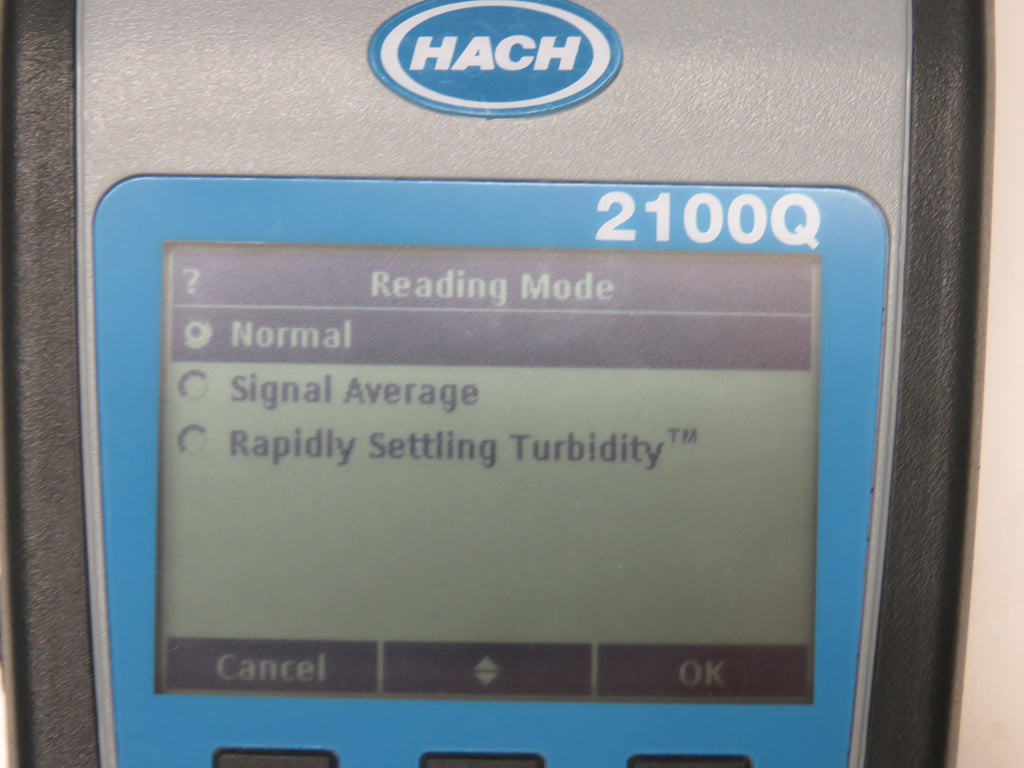 HACH
2100Q
? Reading Mode
Normal
Signal Average
Rapidly Settling Turbidity™
Cancel OK